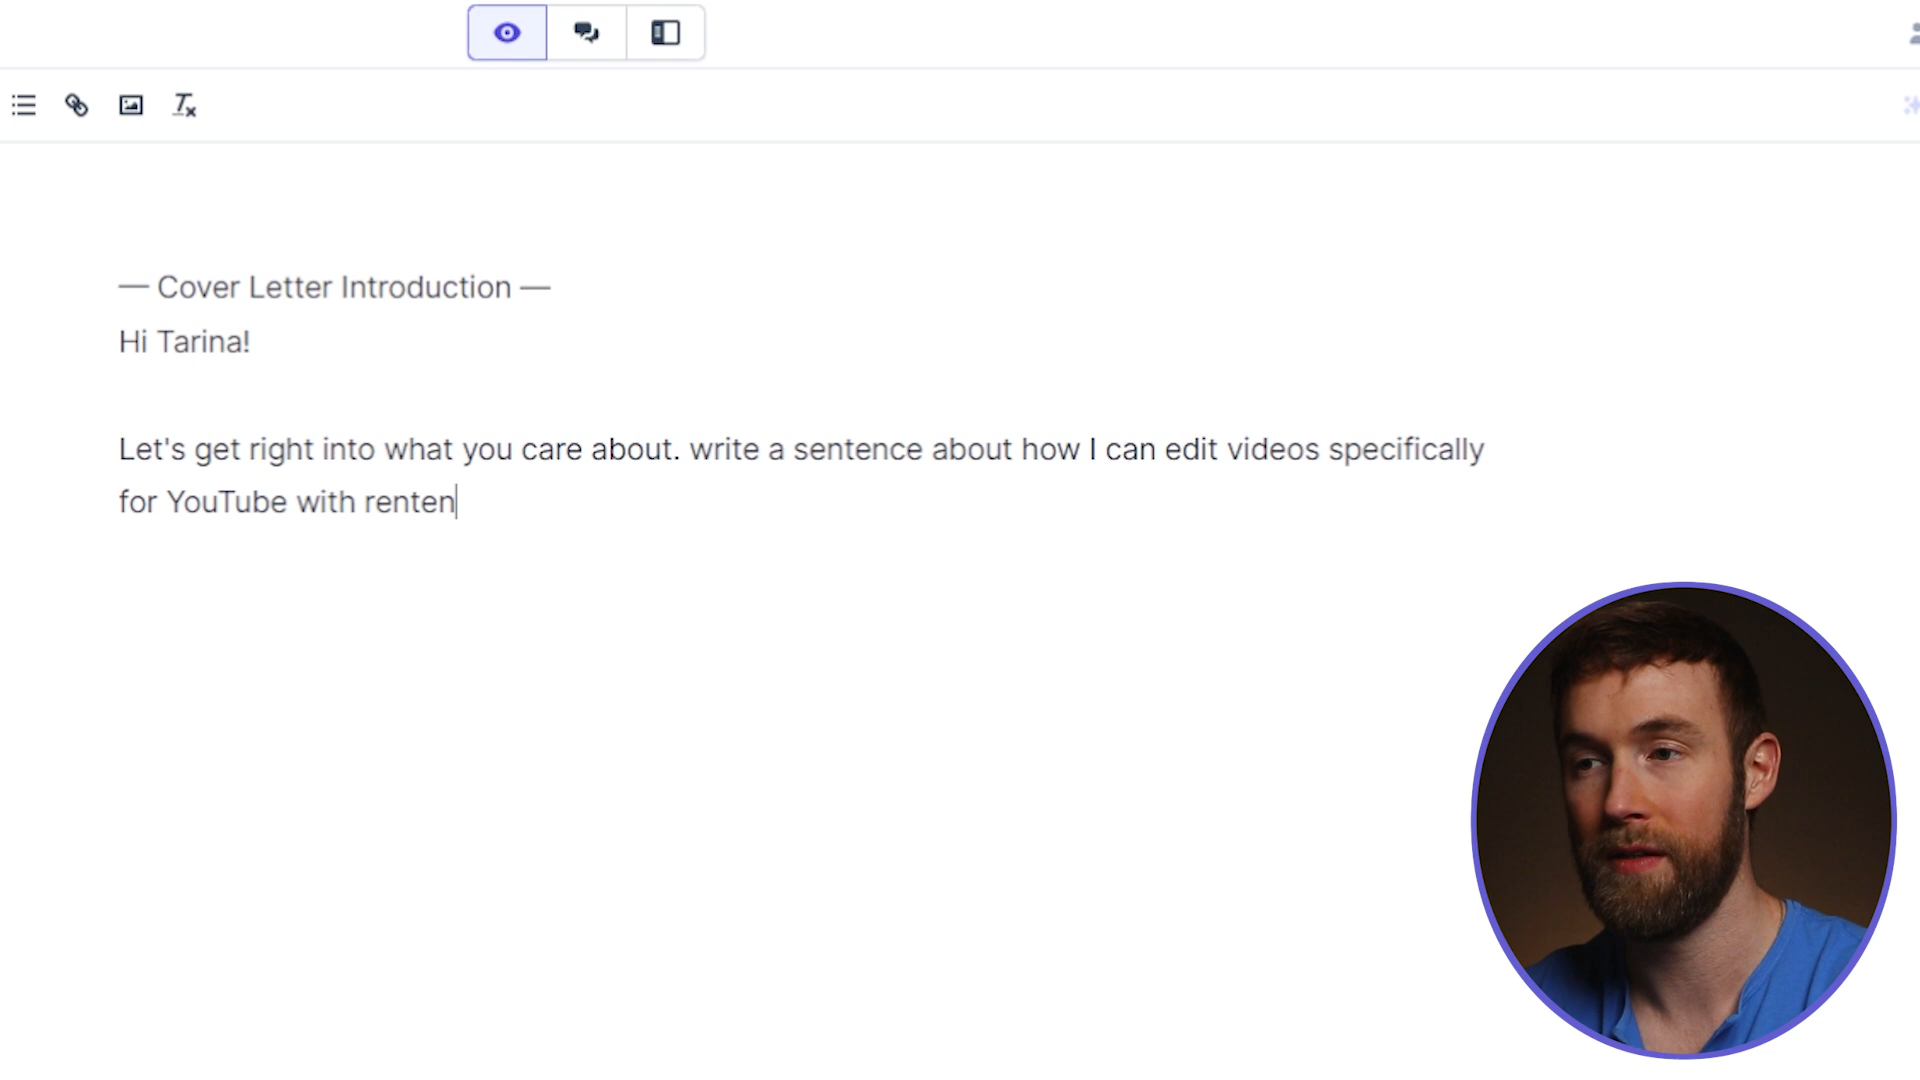 — Cover Letter Introduction —
Hi Tarina!
Let's get right into what you care about. write a sentence about how I can edit videos specifically
for YouTube with renten